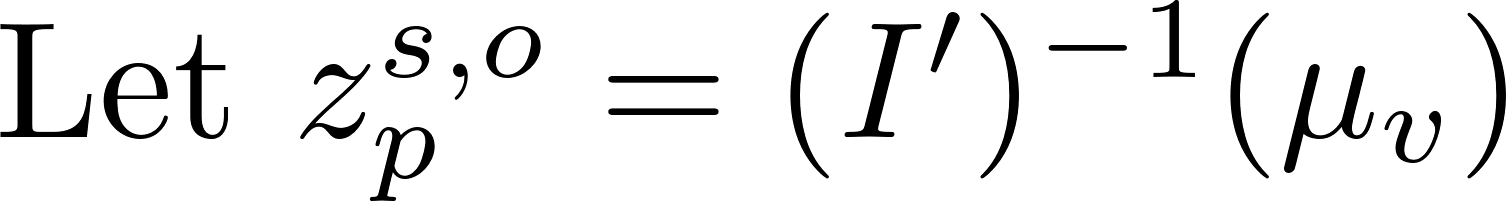 Let $z_p^{s,o} = (I')^{-1}(\mu_v)$